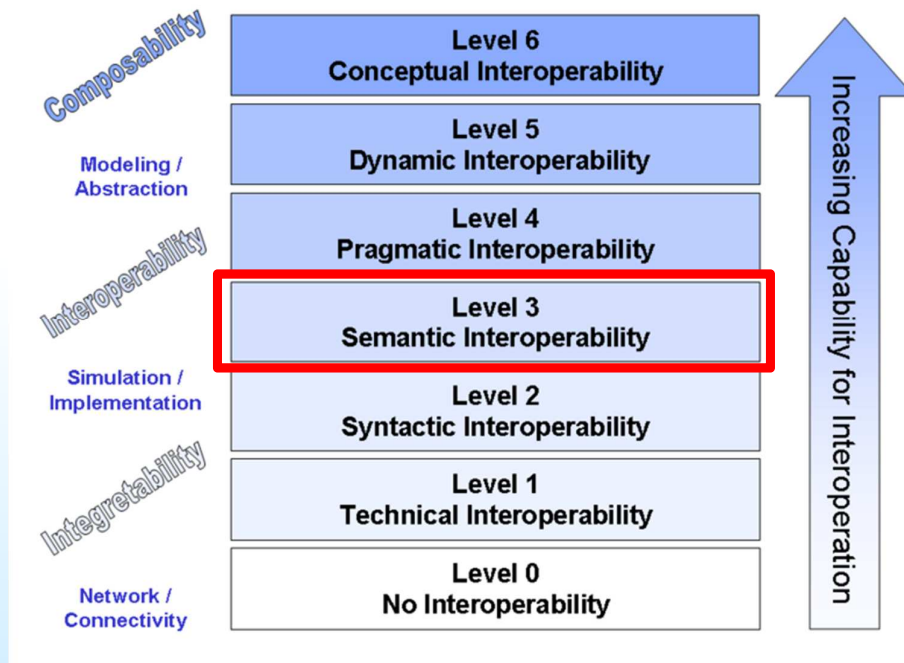 Composability
Modeling /
Abstraction
Interoperability
Simulation /
Implementation
Integretability
Network /
Connectivity
Level 6
Conceptual Interoperability
Level 5
Dynamic Interoperability
Level 4
Pragmatic Interoperability
Level 3
Semantic Interoperability
Level 2
Syntactic Interoperability
Level 1
Technical Interoperability
Level 0
No Interoperability
Increasing Capability for Interoperation